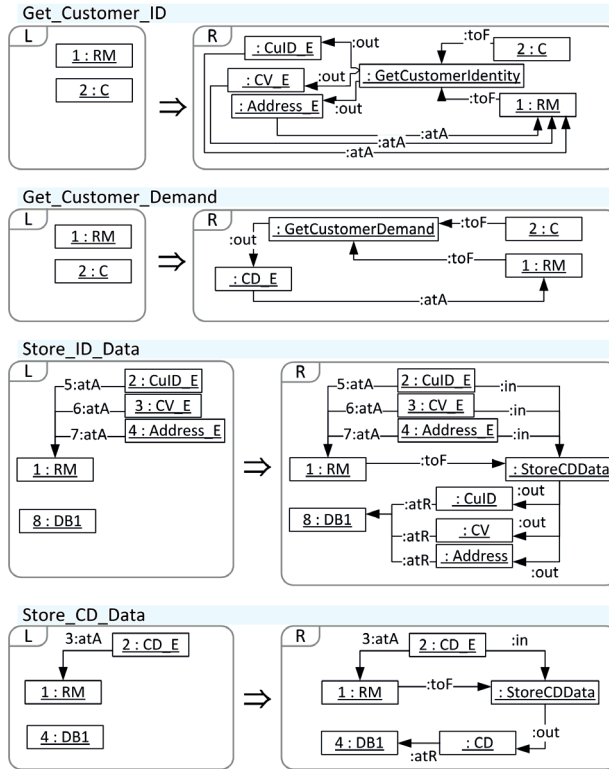 Get_Customer_ID
L
1 : RM
2 : C
R
: CuID_E
:out
:toF
2 : C
: CV_E
:out
: GetCustomerIdentity
: Address_E
:out
:toF
1 : RM
:atA
:atA
:atA
Get_Customer_Demand
L
1 : RM
2 : C
R
: GetCustomerDemand
:toF
2 : C
:out
:toF
1 : RM
: CD_E
:atA
Store_ID_Data
L
5:atA
2 : CuID_E
6:atA
3 : CV_E
7:atA
4 : Address_E
1 : RM
8 : DB1
R
5:atA
2 : CuID_E
:in
6:atA
3 : CV_E
:in
7:atA
4 : Address_E
:in
1 : RM
:toF
: StoreCDData
:atR
: CuID
:out
8 : DB1
:atR
: CV
:out
:atR
: Address
:out
Store_CD_Data
L
3:atA
2 : CD_E
1 : RM
4 : DB1
R
3:atA
2 : CD_E
:in
1 : RM
:toF
: StoreCDData
:out
4 : DB1
:atR
: CD